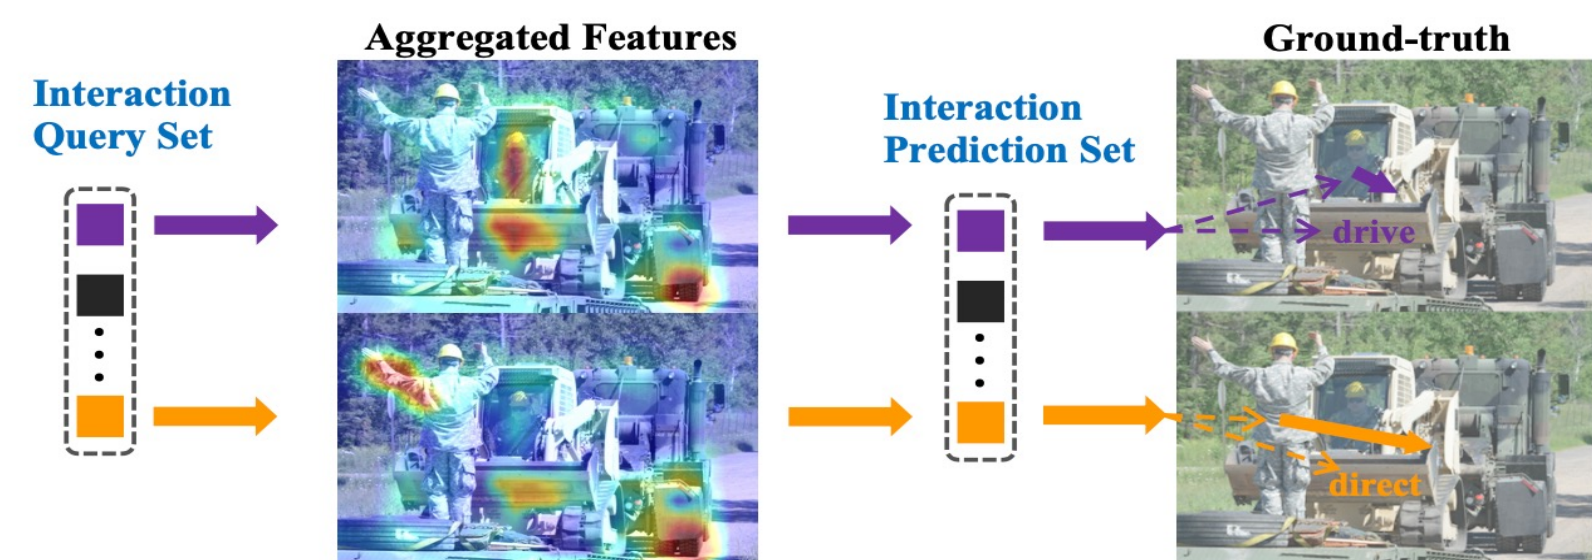 Aggregated Features
Ground-truth
Interaction
Query Set
Interaction
Prediction Set
drive
direct